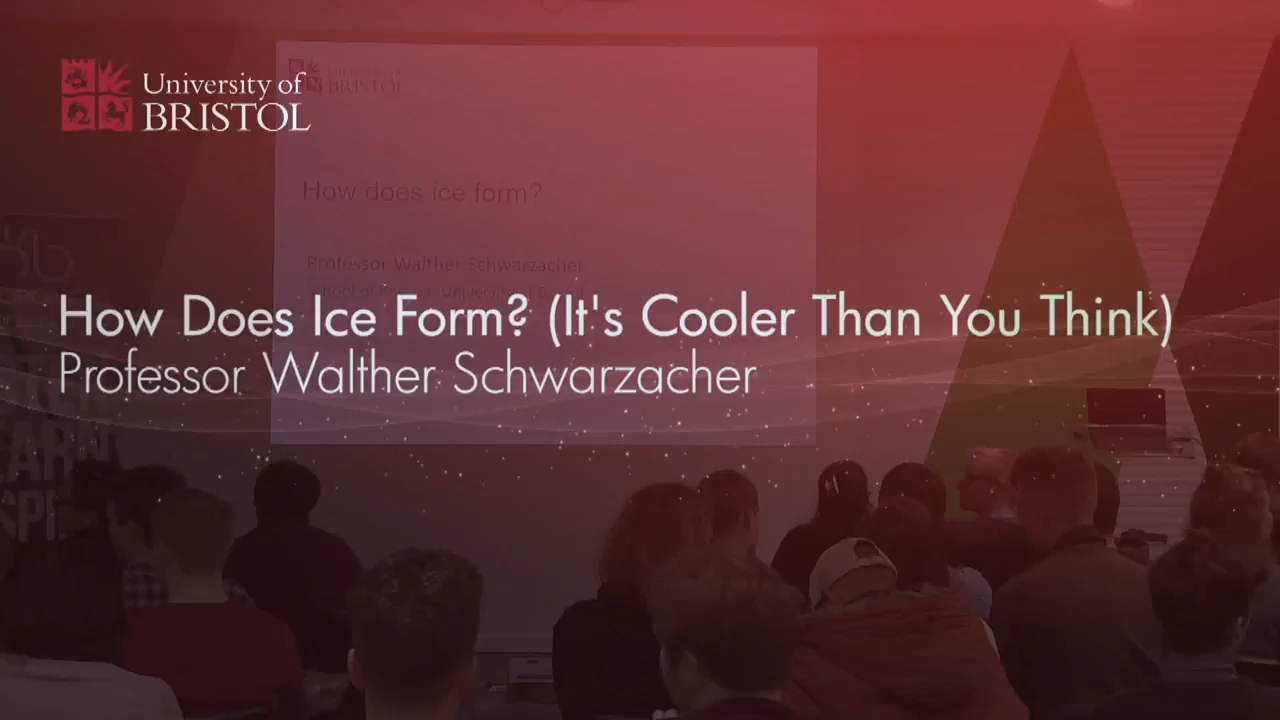 University of
BRISTOL
How does ice form?
Professor Walther Schwarzacher
How Does Ice Form? (It's Cooler Than You Think)
Professor Walther Schwarzacher